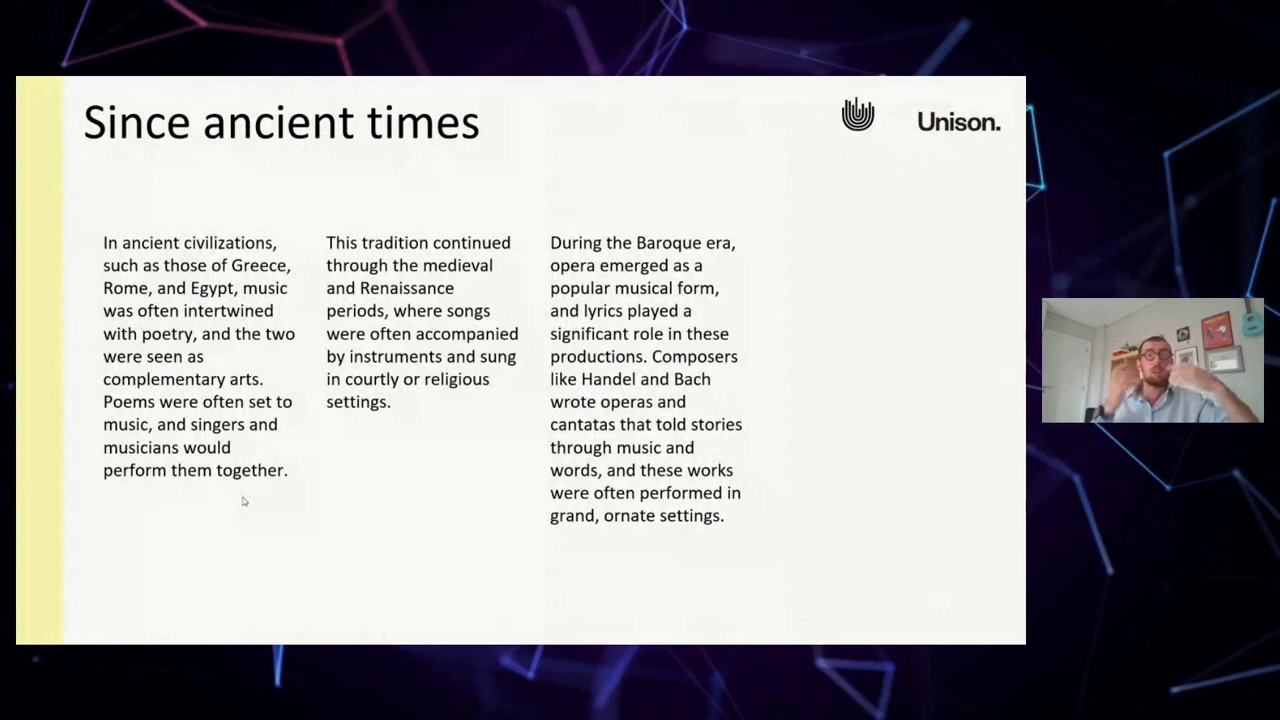 Since ancient times
Unison.
In ancient civilizations,
such as those of Greece,
Rome, and Egypt, music
was often intertwined
with poetry, and the two
were seen as
complementary arts.
Poems were often set to
music, and singers and
musicians would
perform them together.
This tradition continued
through the medieval
and Renaissance
periods, where songs
were often accompanied
by instruments and sung
in courtly or religious
settings.
During the Baroque era,
opera emerged as a
popular musical form,
and lyrics played a
significant role in these
productions. Composers
like Handel and Bach
wrote operas and
cantatas that told stories
through music and
words, and these works
were often performed in
grand, ornate settings.